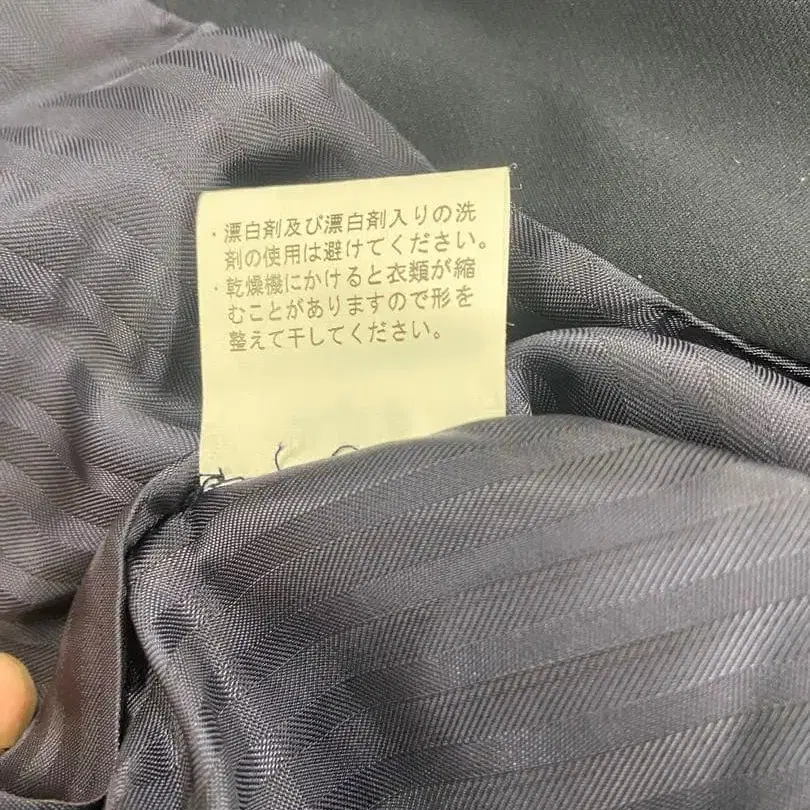 ・漂白剤及び漂白剤入りの洗
剤の使用は避けてください。
・乾燥機にかけると衣類が縮
むことがありますので形を
整えて干してください。